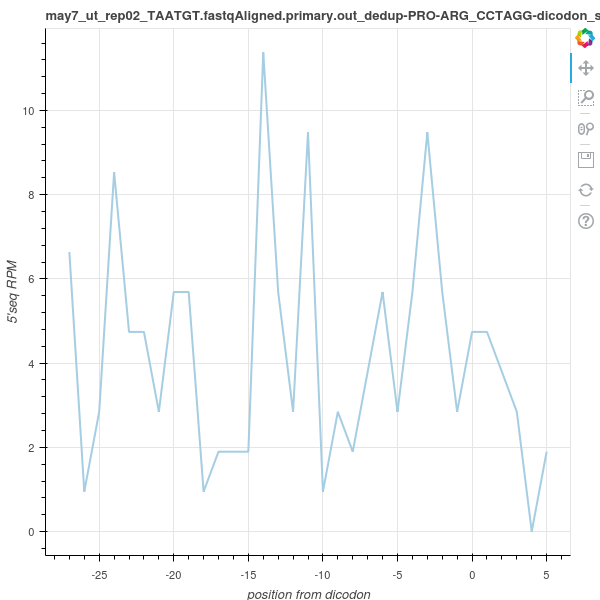 may7_ut_rep02_TAATGT.fastqAligned.primary.out_dedup-PRO-ARG_CCTAGG-dicodon_s
10
8
6
4
2
0
5'seq RPM
-25 -20 -15 -10 -5 0 5
position from dicodon